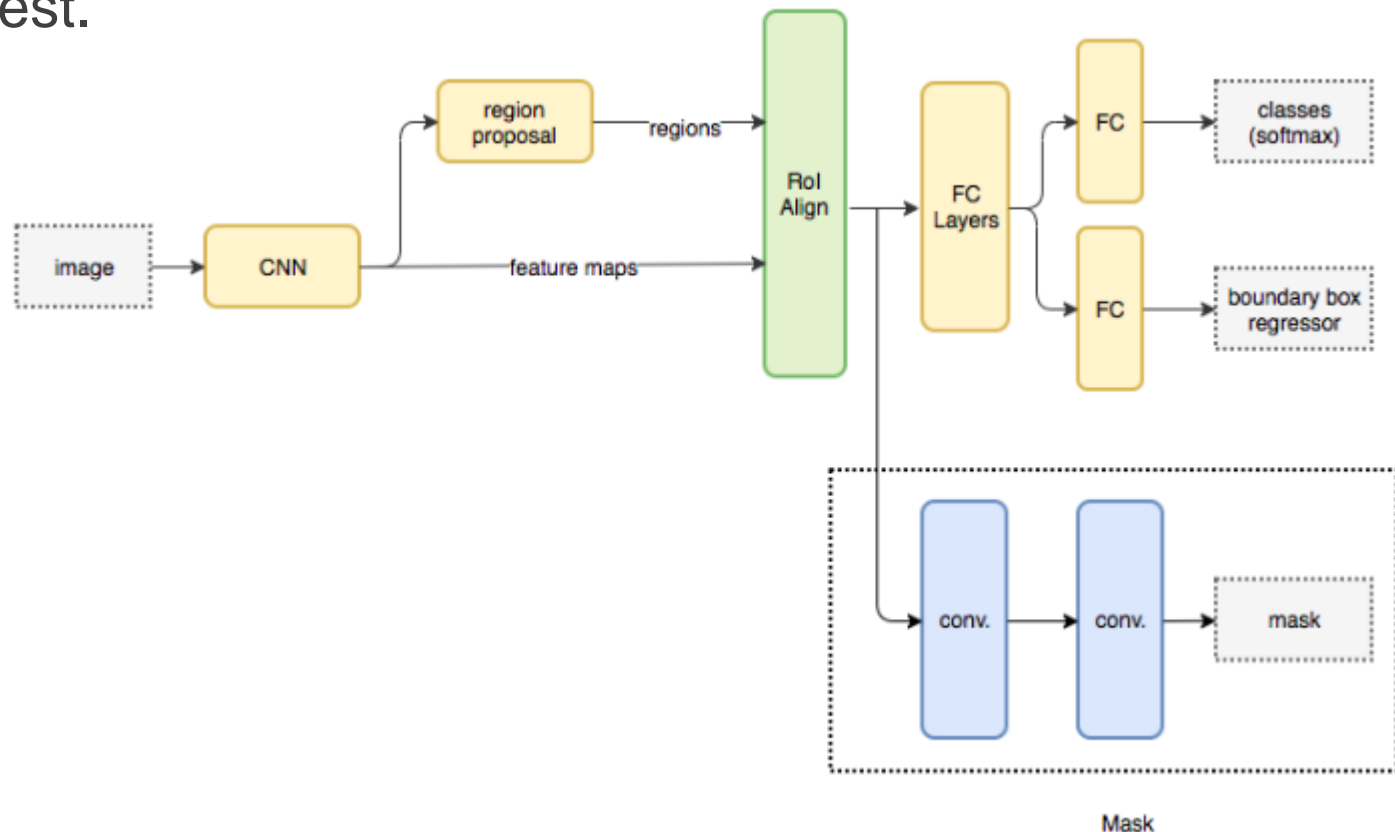 est.
region
proposal
regions
RoI
Align
FC
Layers
FC
classes
(softmax)
image
CNN
feature maps
FC
boundary box
regressor
conv.
conv.
mask
Mask